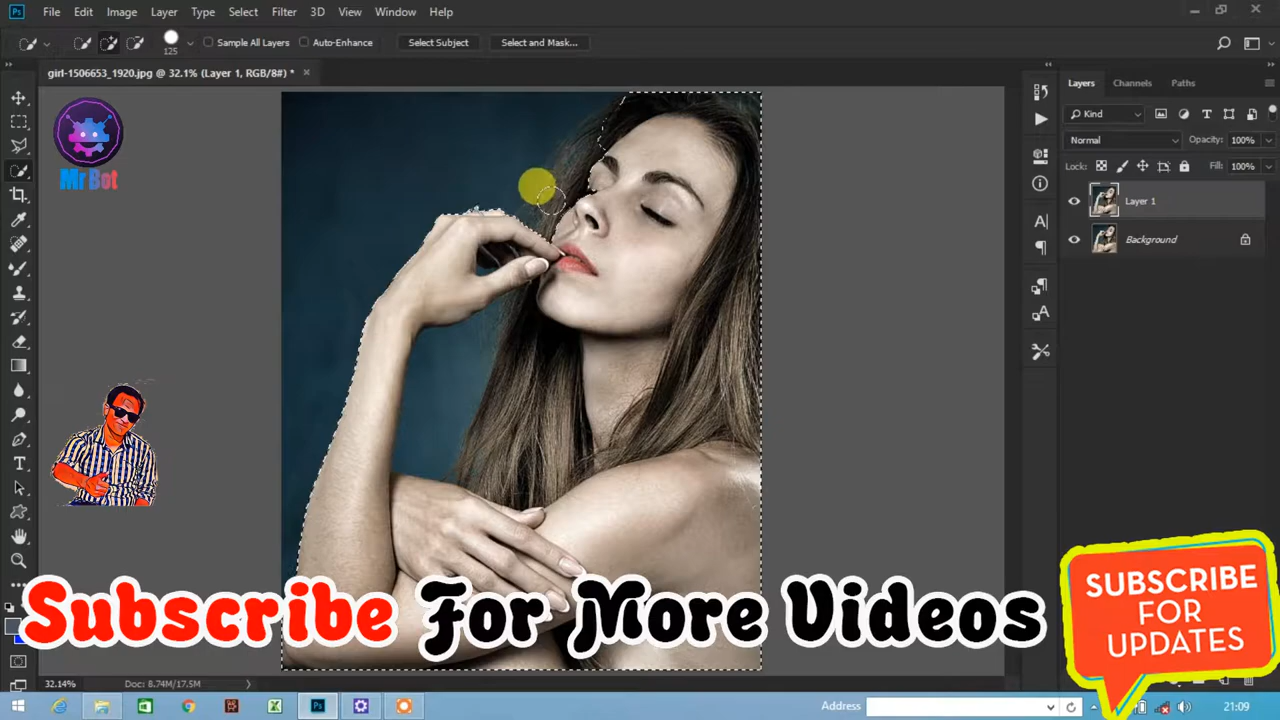 Ps File Edit Image Layer Type Select Filter 3D View Window Help
125 Sample All Layers Auto-Enhance Select Subject Select and Mask...
girl-1506653_1920.jpg @ 32.1% (Layer 1, RGB/8#) * ×
Layers Channels Paths
Kind
Normal Opacity: 100%
Lock: Fill: 100%
Layer 1
Background
Mr Bot
Subscribe For More Videos
SUBSCRIBE
FOR
UPDATES
32.14% Doc: 8.74M/17.5M
Address 21:09